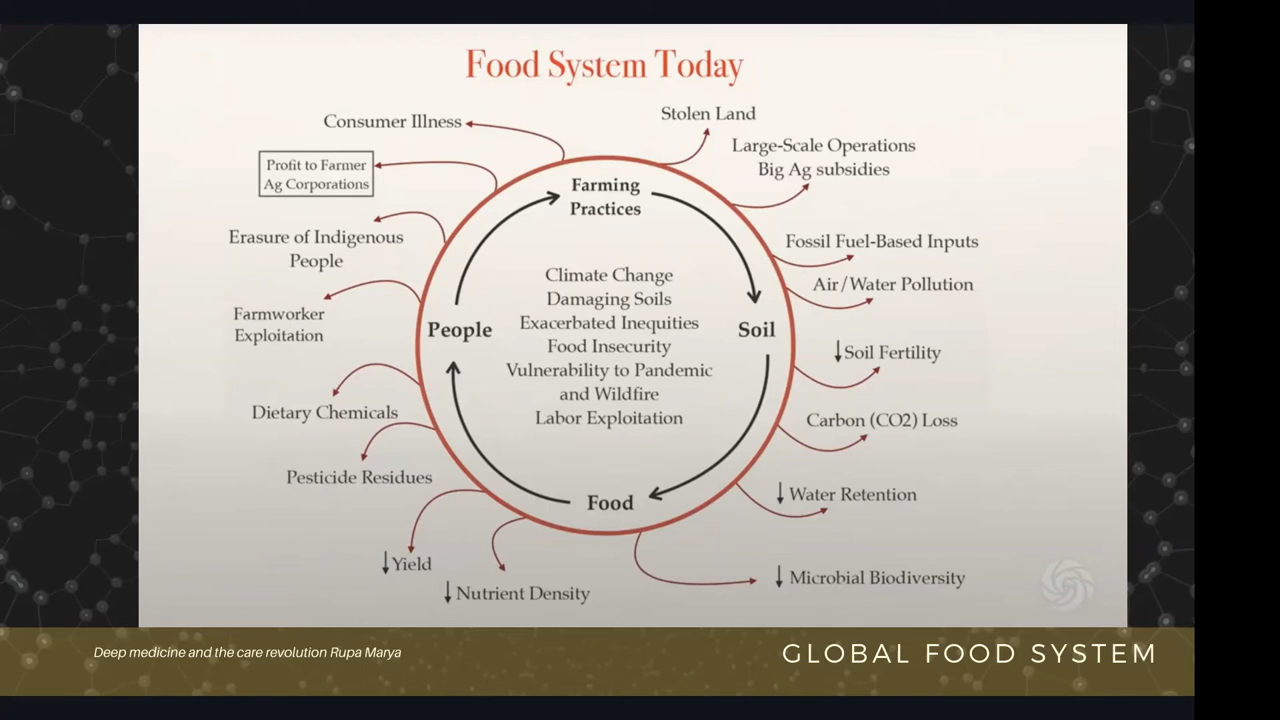 Food System Today
Consumer Illness
Stolen Land
Large-Scale Operations
Big Ag subsidies
Profit to Farmer
Ag Corporations
Farming
Practices
Erasure of Indigenous
People
Fossil Fuel-Based Inputs
Air/Water Pollution
Climate Change
Damaging Soils
Exacerbated Inequities
Food Insecurity
Vulnerability to Pandemic
and Wildfire
Labor Exploitation
Farmworker
Exploitation
People
Soil
↓Soil Fertility
Dietary Chemicals
Carbon (CO2) Loss
Pesticide Residues
Food
↓Water Retention
↓Yield
↓Nutrient Density
↓Microbial Biodiversity
Deep medicine and the care revolution Rupa Marya
GLOBAL FOOD SYSTEM